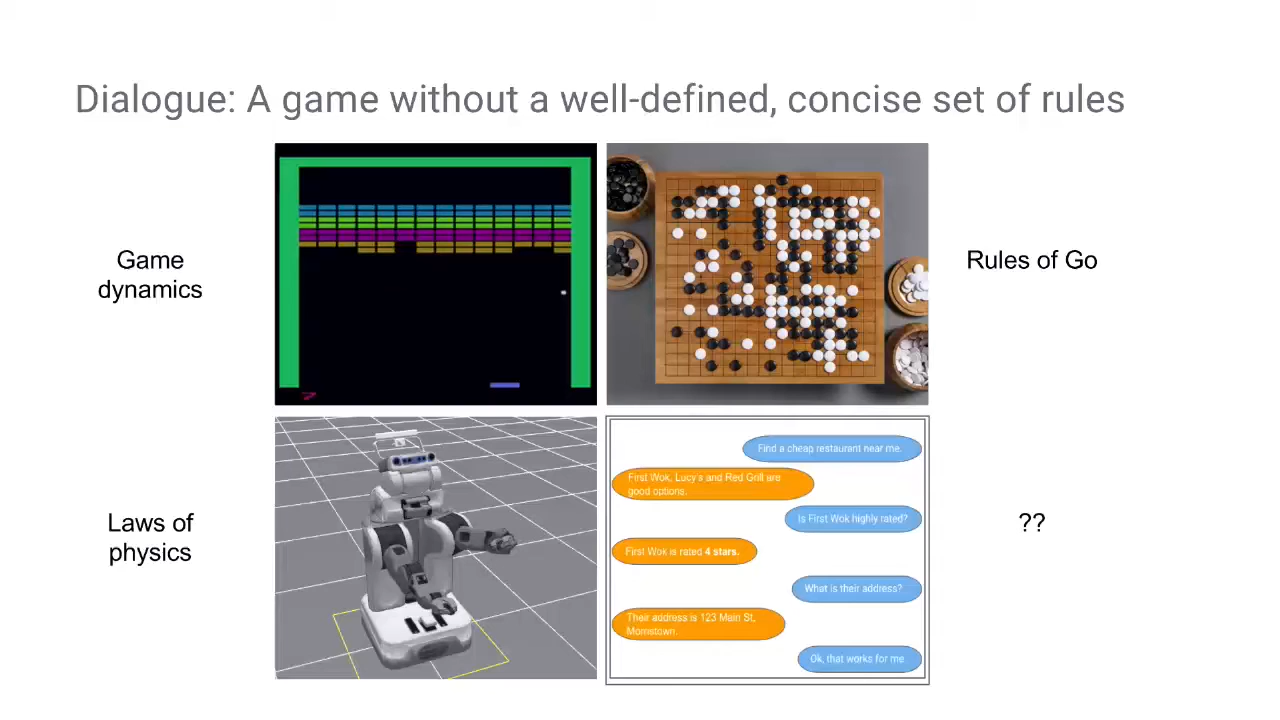 Dialogue: A game without a well-defined, concise set of rules
Game
dynamics
Rules of Go
Laws of
physics
Find a cheap restaurant near me.
First Wok, Lucy's and Red Grill are
good options.
Is First Wok highly rated?
First Wok is rated 4 stars.
What is their address?
Their address is 123 Main St,
Morristown.
Ok, that works for me.
??